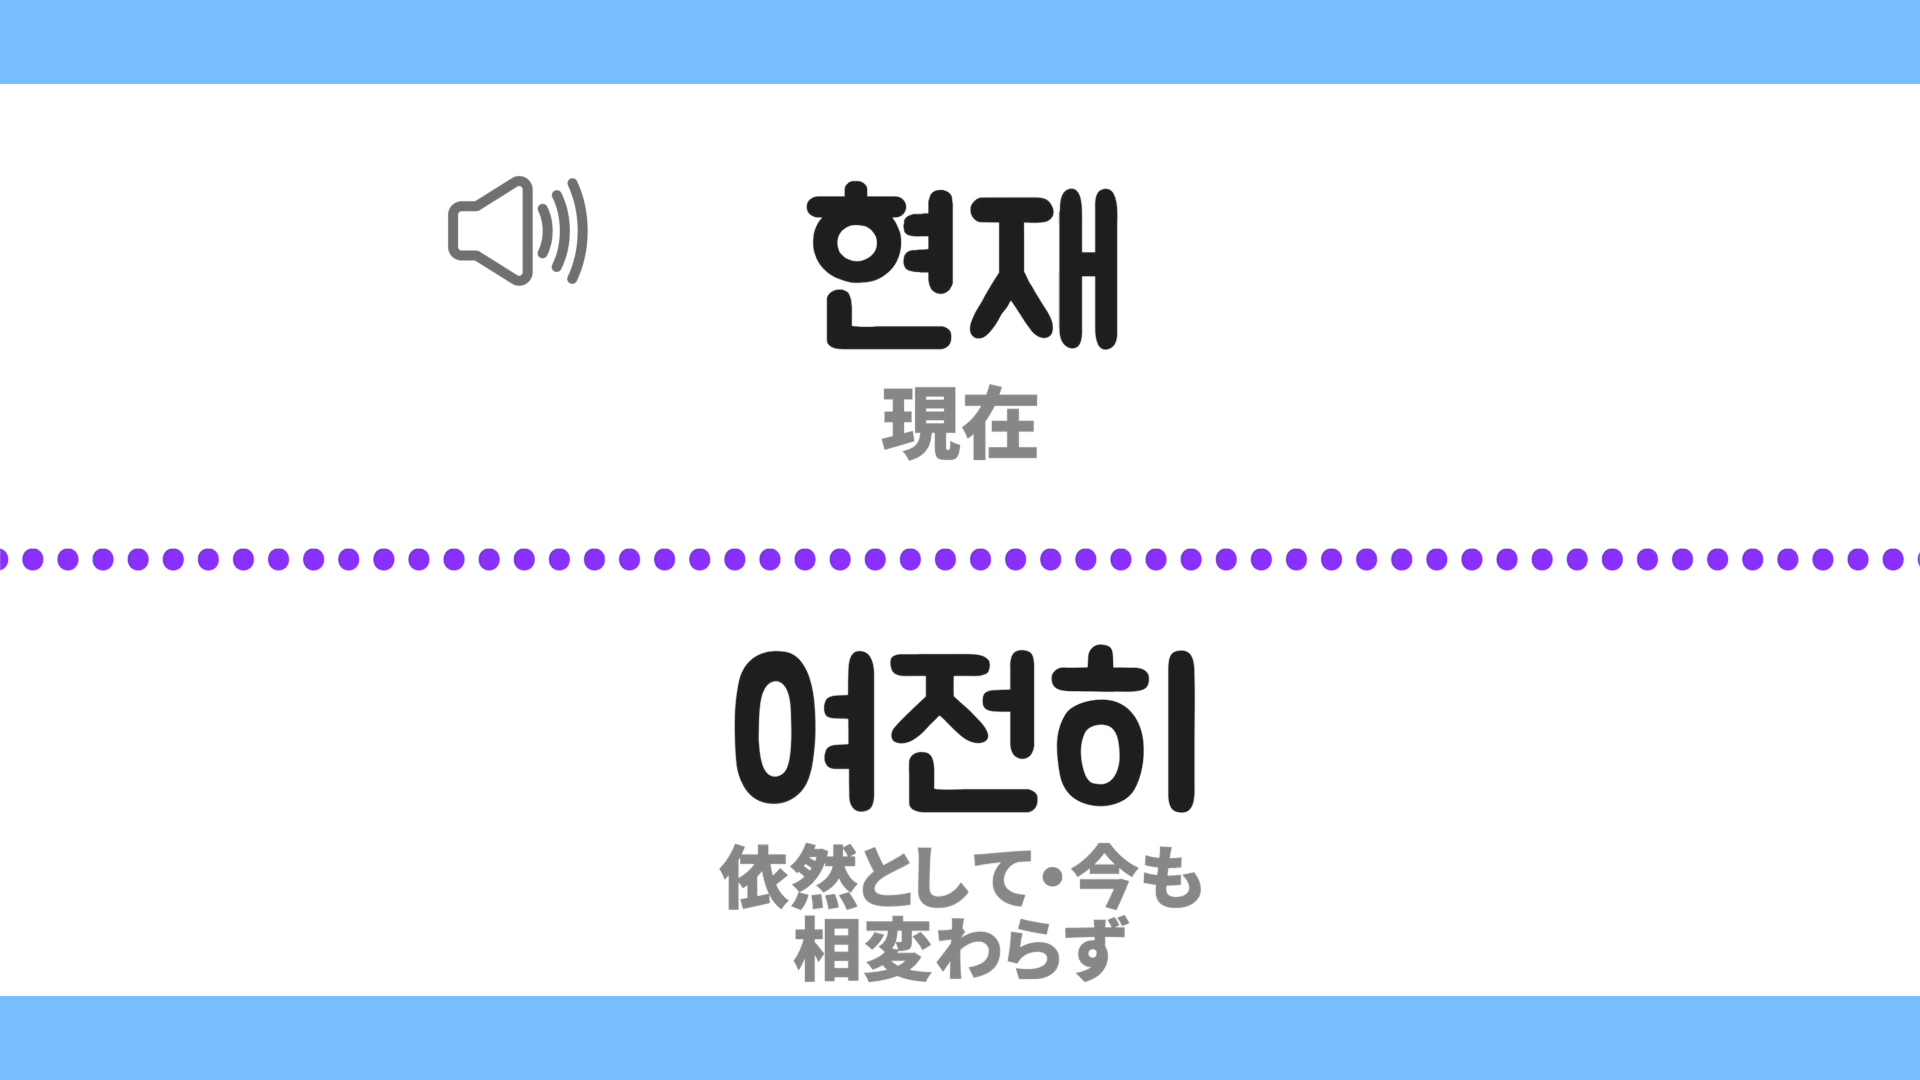 현재
現在
여전히
依然として・今も
相変わらず